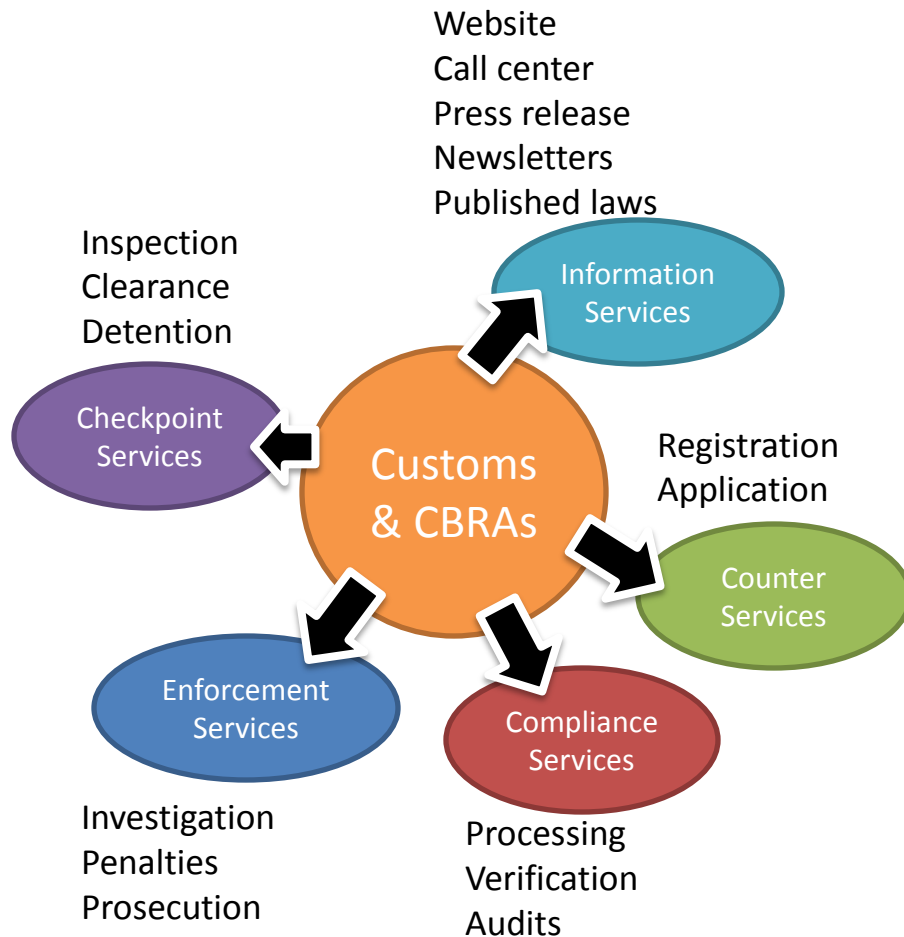 Website
Call center
Press release
Newsletters
Published laws
Information
Services
Inspection
Clearance
Detention
Checkpoint
Services
Customs
& CBRAs
Registration
Application
Counter
Services
Enforcement
Services
Investigation
Penalties
Prosecution
Compliance
Services
Processing
Verification
Audits